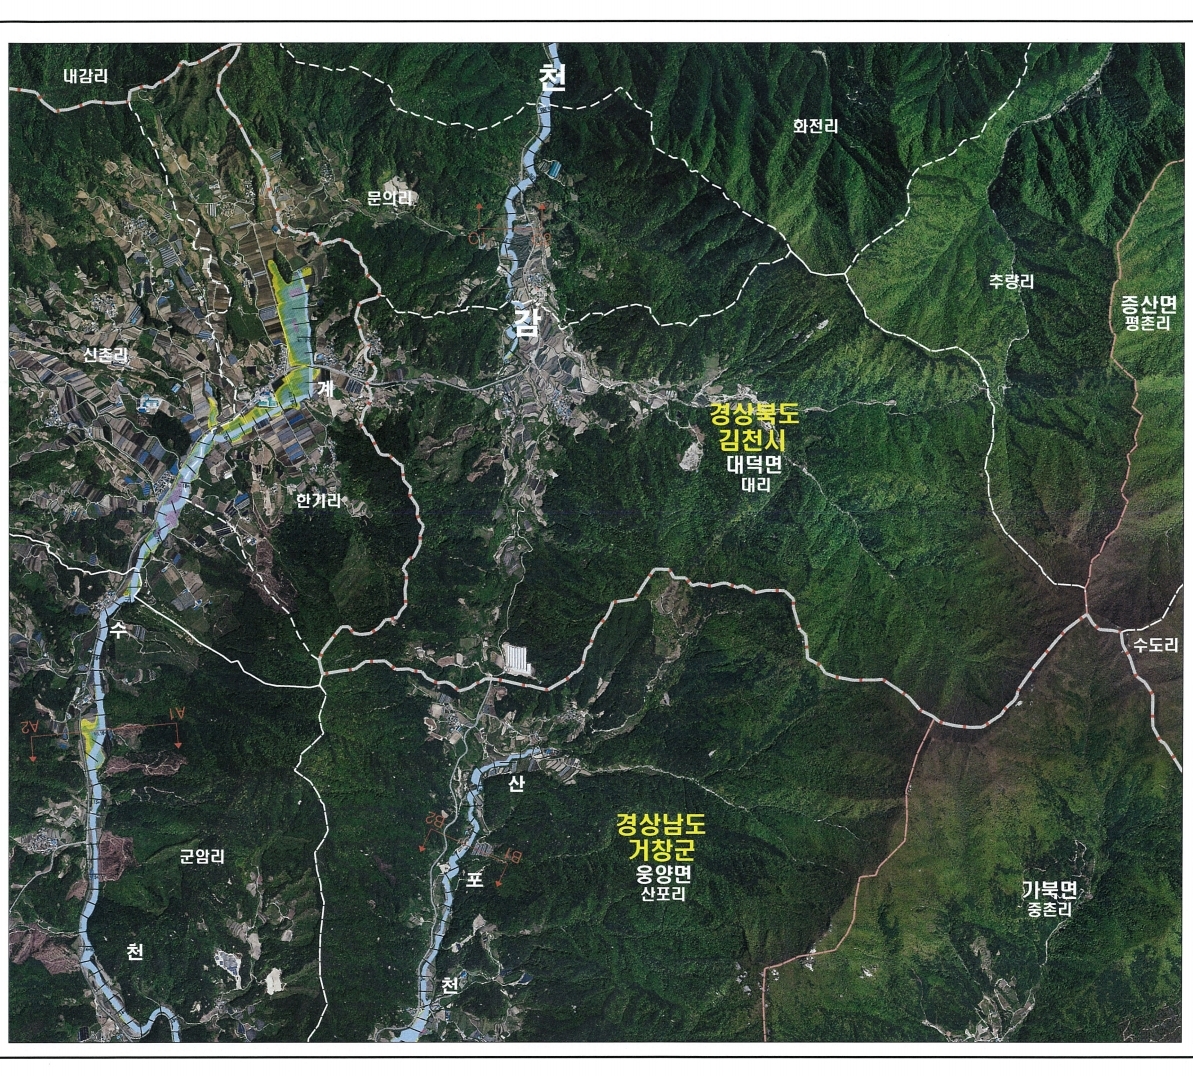 내감리
천
화전리
문의리
추량리
증산면
평촌리
감
신촌리
계
경상북도
김천시
대덕면
대리
한기리
수
수도리
A1
A2
산
B2
경상남도
거창군
웅양면
산포리
B1
군암리
포
가북면
중촌리
천
천